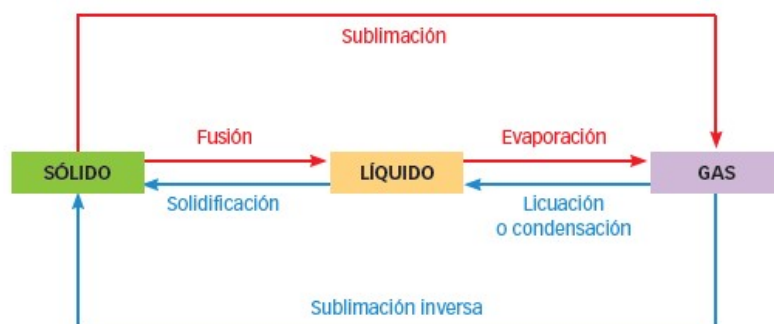 Sublimación
Fusión
Evaporación
SÓLIDO
LÍQUIDO
GAS
Solidificación
Licuación
o condensación
Sublimación inversa